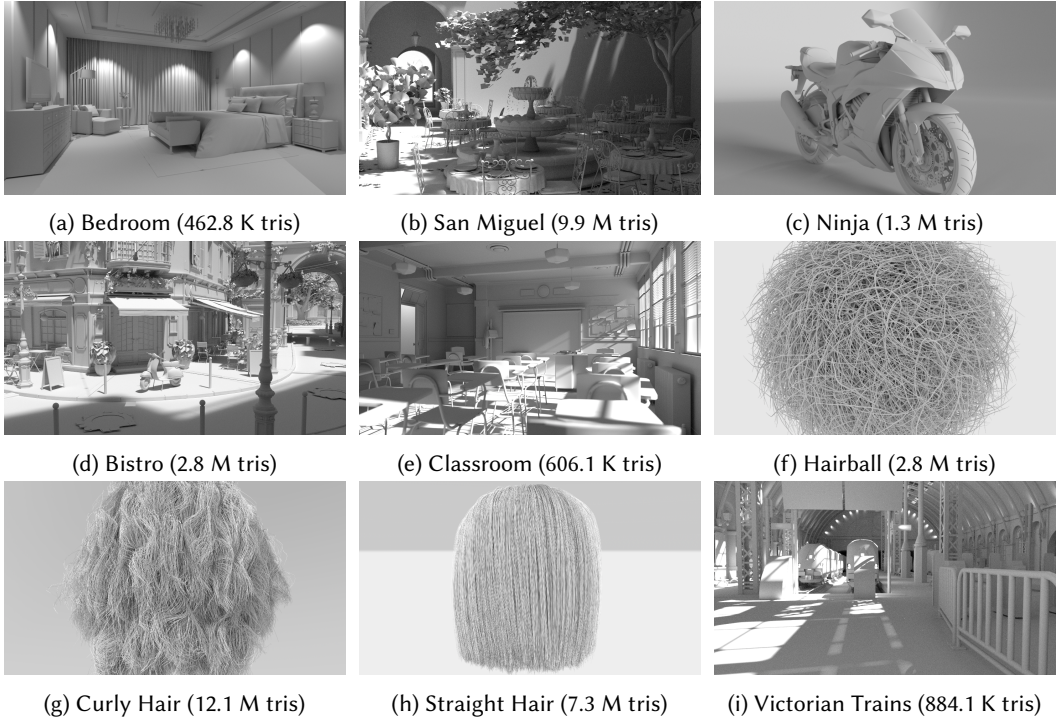 (a) Bedroom (462.8 K tris)
(b) San Miguel (9.9 M tris)
(c) Ninja (1.3 M tris)
(d) Bistro (2.8 M tris)
(e) Classroom (606.1 K tris)
(f) Hairball (2.8 M tris)
(g) Curly Hair (12.1 M tris)
(h) Straight Hair (7.3 M tris)
(i) Victorian Trains (884.1 K tris)